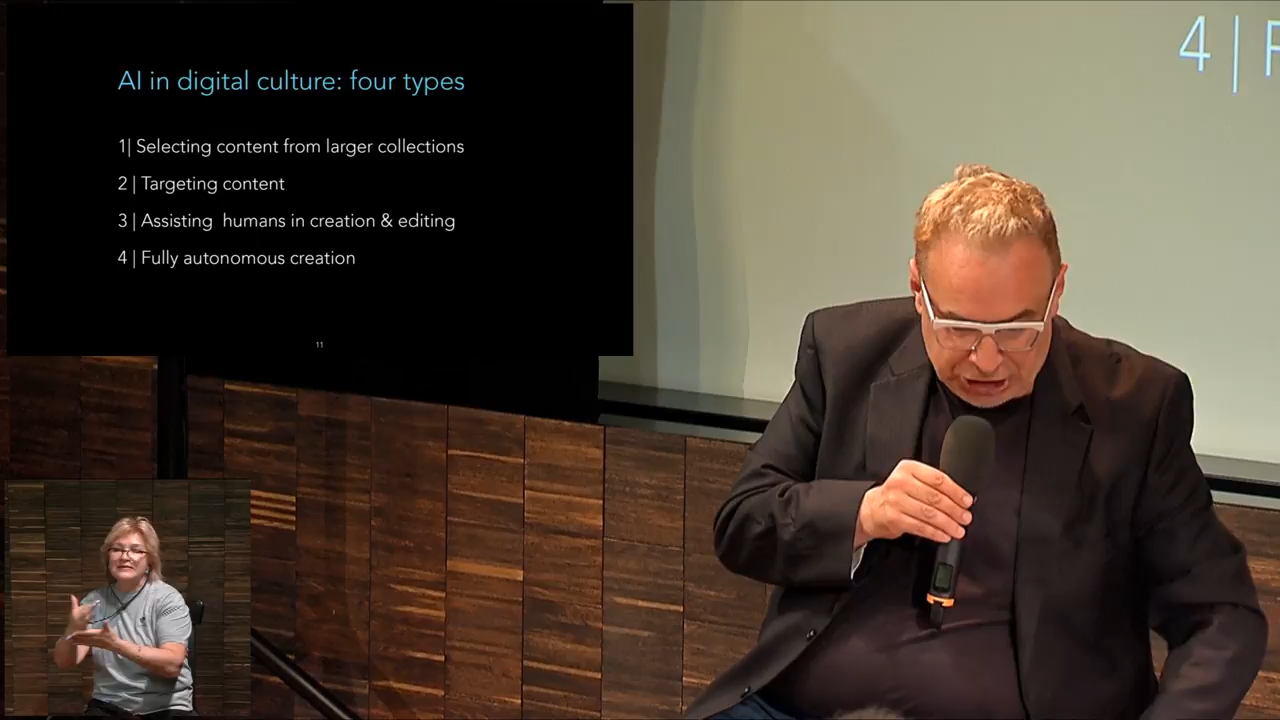 AI in digital culture: four types
1| Selecting content from larger collections
2 | Targeting content
3 | Assisting  humans in creation & editing
4 | Fully autonomous creation
11
4 | F